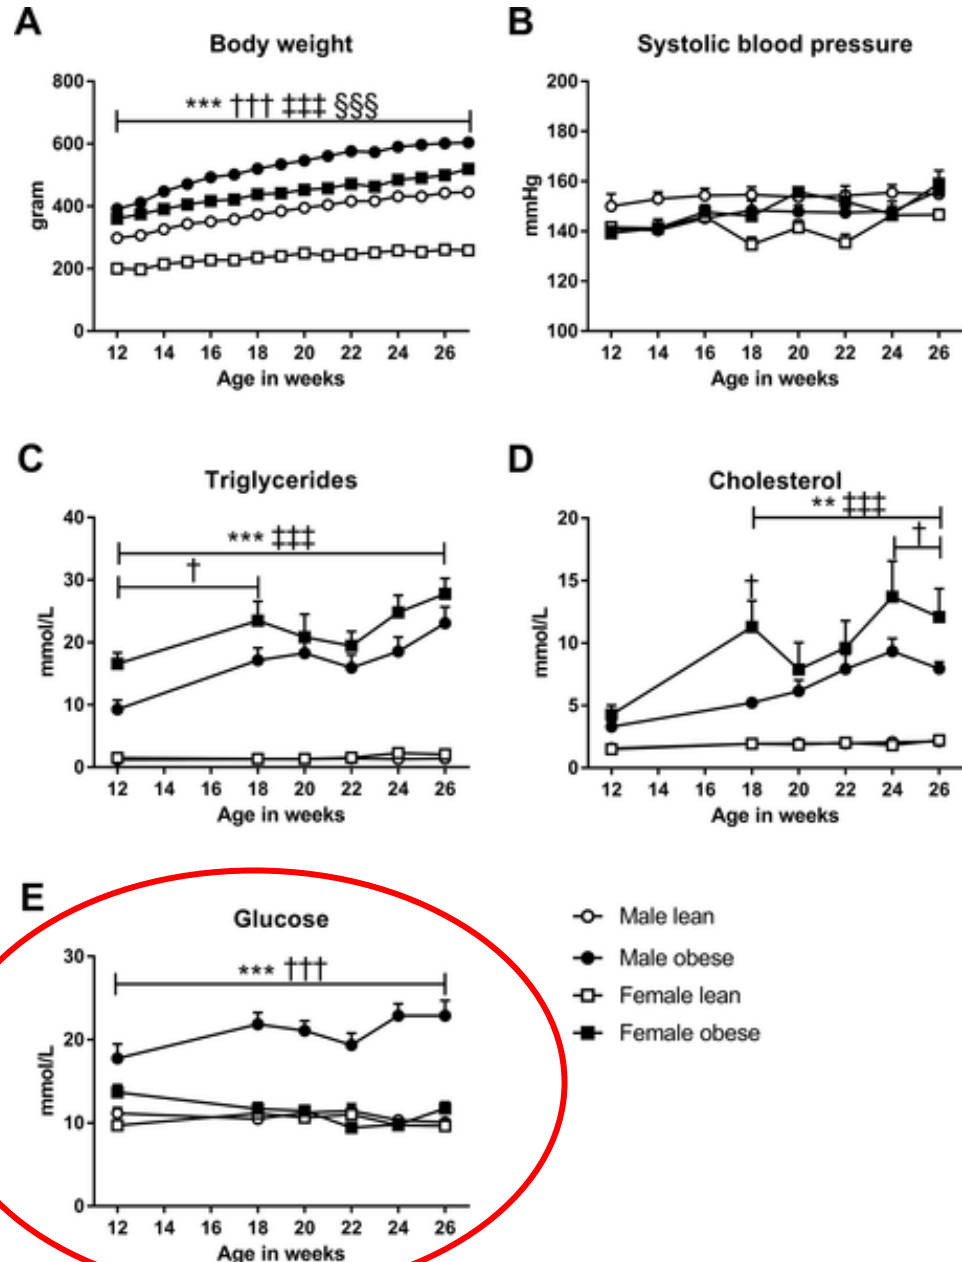 A
Body weight
800
600
400
200
0
gram
*** ††† ‡‡‡ §§§
12 14 16 18 20 22 24 26
Age in weeks
B
Systolic blood pressure
200
180
160
140
120
100
mmHg
12 14 16 18 20 22 24 26
Age in weeks
C
Triglycerides
40
30
20
10
0
mmol/L
*** ‡‡‡
†
12 14 16 18 20 22 24 26
Age in weeks
D
Cholesterol
20
15
10
5
0
mmol/L
** ‡‡‡
†
†
12 14 16 18 20 22 24 26
Age in weeks
E
Glucose
30
20
10
0
mmol/L
*** †††
12 14 16 18 20 22 24 26
Age in weeks
Male lean
Male obese
Female lean
Female obese